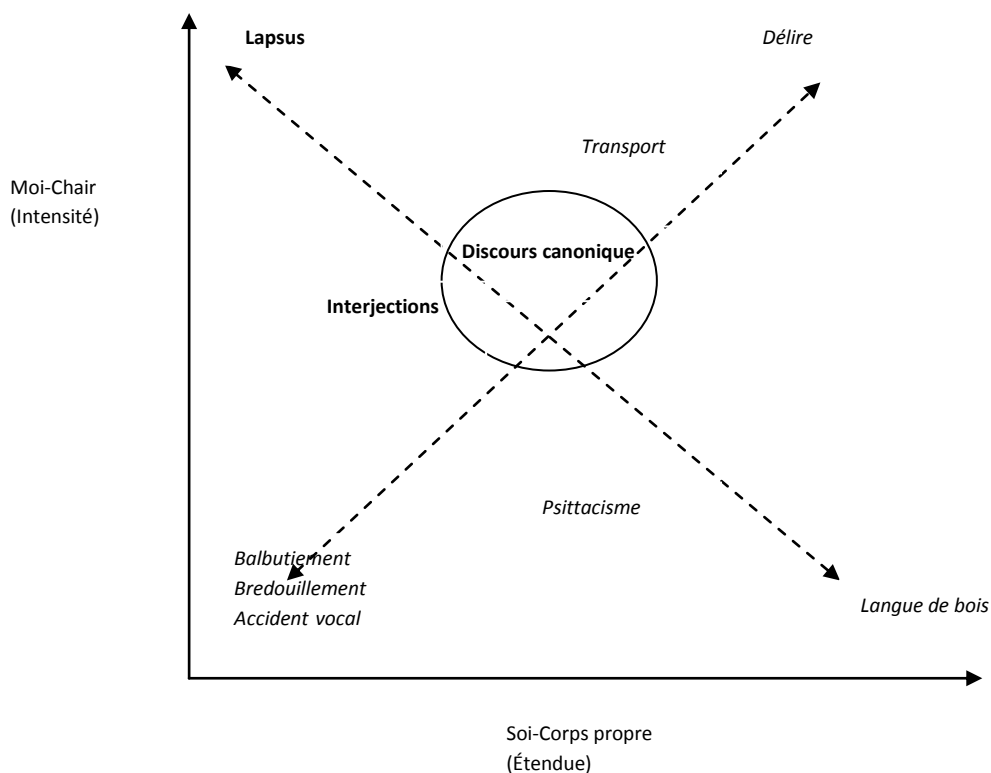 Lapsus
Délire
Transport
Moi-Chair
(Intensité)
Discours canonique
Interjections
Psittacisme
Balbutiement
Bredouillement
Accident vocal
Langue de bois
Soi-Corps propre
(Étendue)